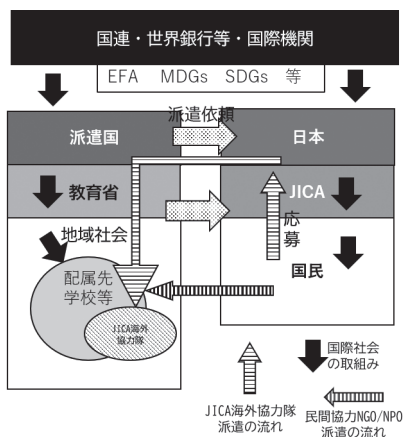 国連・世界銀行等・国際機関
EFA MDGs SDGs 等
派遣依頼
派遣国
日本
教育省
JICA
地域社会
応募
国民
配属先
学校等
JICA海外
協力隊
国際社会
の取組み
JICA海外協力隊
派遣の流れ
民間協力NGO/NPO
派遣の流れ